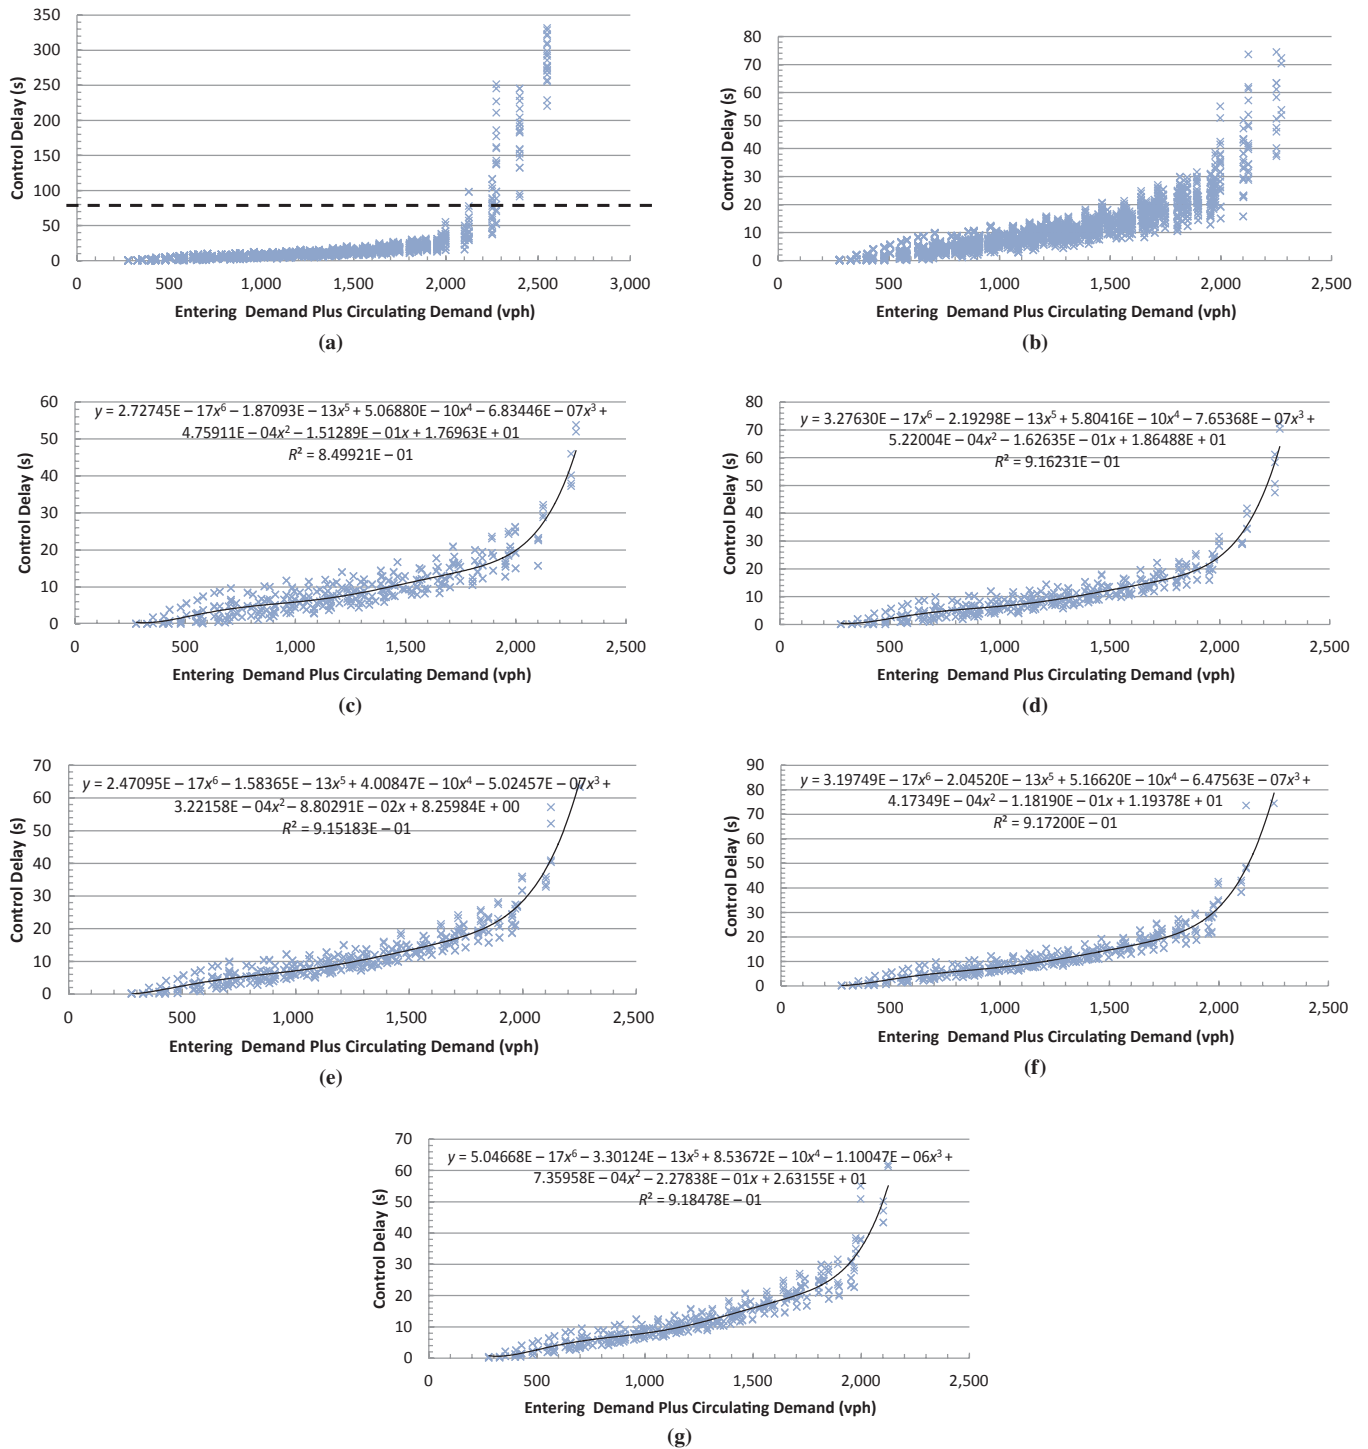 350
300
250
200
150
100
50
0
Control Delay (s)
0 500 1,000 1,500 2,000 2,500 3,000
Entering Demand Plus Circulating Demand (vph)
(a)
80
70
60
50
40
30
20
10
0
Control Delay (s)
0 500 1,000 1,500 2,000 2,500
Entering Demand Plus Circulating Demand (vph)
(b)
60
50
40
30
20
10
0
Control Delay (s)
y = 2.72745E – 17x⁶ – 1.87093E – 13x⁵ + 5.06880E – 10x⁴ – 6.83446E – 07x³ +
4.75911E – 04x² – 1.51289E – 01x + 1.76963E + 01
R² = 8.49921E – 01
0 500 1,000 1,500 2,000 2,500
Entering Demand Plus Circulating Demand (vph)
(c)
80
70
60
50
40
30
20
10
0
Control Delay (s)
y = 3.27630E – 17x⁶ – 2.19298E – 13x⁵ + 5.80416E – 10x⁴ – 7.65368E – 07x³ +
5.22004E – 04x² – 1.62635E – 01x + 1.86488E + 01
R² = 9.16231E – 01
0 500 1,000 1,500 2,000 2,500
Entering Demand Plus Circulating Demand (vph)
(d)
70
60
50
40
30
20
10
0
Control Delay (s)
y = 2.47095E – 17x⁶ – 1.58365E – 13x⁵ + 4.00847E – 10x⁴ – 5.02457E – 07x³ +
3.22158E – 04x² – 8.80291E – 02x + 8.25984E + 00
R² = 9.15183E – 01
0 500 1,000 1,500 2,000 2,500
Entering Demand Plus Circulating Demand (vph)
(e)
90
80
70
60
50
40
30
20
10
0
Control Delay (s)
y = 3.19749E – 17x⁶ – 2.04520E – 13x⁵ + 5.16620E – 10x⁴ – 6.47563E – 07x³ +
4.17349E – 04x² – 1.18190E – 01x + 1.19378E + 01
R² = 9.17200E – 01
0 500 1,000 1,500 2,000 2,500
Entering Demand Plus Circulating Demand (vph)
(f)
70
60
50
40
30
20
10
0
Control Delay (s)
y = 5.04668E – 17x⁶ – 3.30124E – 13x⁵ + 8.53672E – 10x⁴ – 1.10047E – 06x³ +
7.35958E – 04x² – 2.27838E – 01x + 2.63155E + 01
R² = 9.18478E – 01
0 500 1,000 1,500 2,000 2,500
Entering Demand Plus Circulating Demand (vph)
(g)